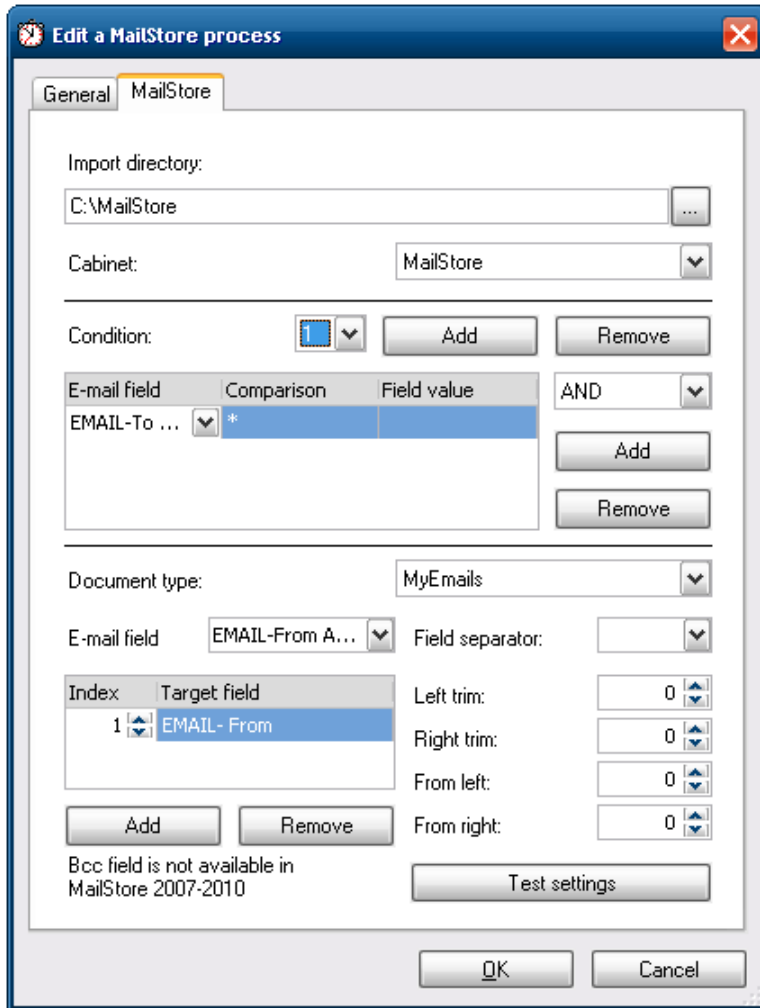 Edit a MailStore process
General MailStore
Import directory:
C:\MailStore ...
Cabinet: MailStore
Condition: 1 Add Remove
E-mail field Comparison Field value AND
EMAIL-To ... *
Add
Remove
Document type: MyEmails
E-mail field EMAIL-From A... Field separator:
Index Target field Left trim: 0
1 EMAIL- From
Right trim: 0
From left: 0
Add Remove From right: 0
Bcc field is not available in
MailStore 2007-2010 Test settings
OK Cancel